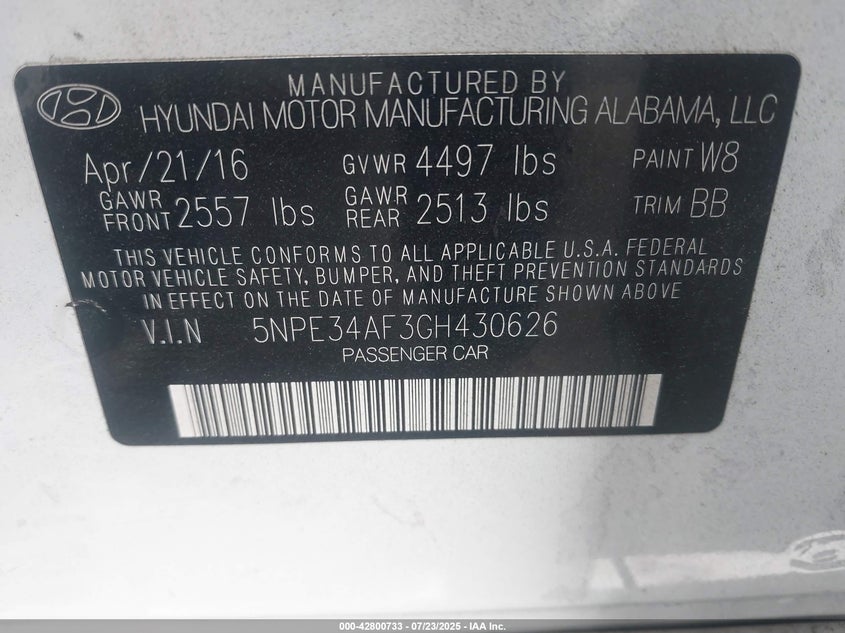 MANUFACTURED BY
HYUNDAI MOTOR MANUFACTURING ALABAMA, LLC
Apr/21/16 GVWR 4497 lbs PAINT W8
GAWR FRONT 2557 lbs GAWR REAR 2513 lbs TRIM BB
THIS VEHICLE CONFORMS TO ALL APPLICABLE U.S.A. FEDERAL
MOTOR VEHICLE SAFETY, BUMPER, AND THEFT PREVENTION STANDARDS
IN EFFECT ON THE DATE OF MANUFACTURE SHOWN ABOVE
V.I.N 5NPE34AF3GH430626
PASSENGER CAR
000-42800733 - 07/23/2025 - IAA Inc.